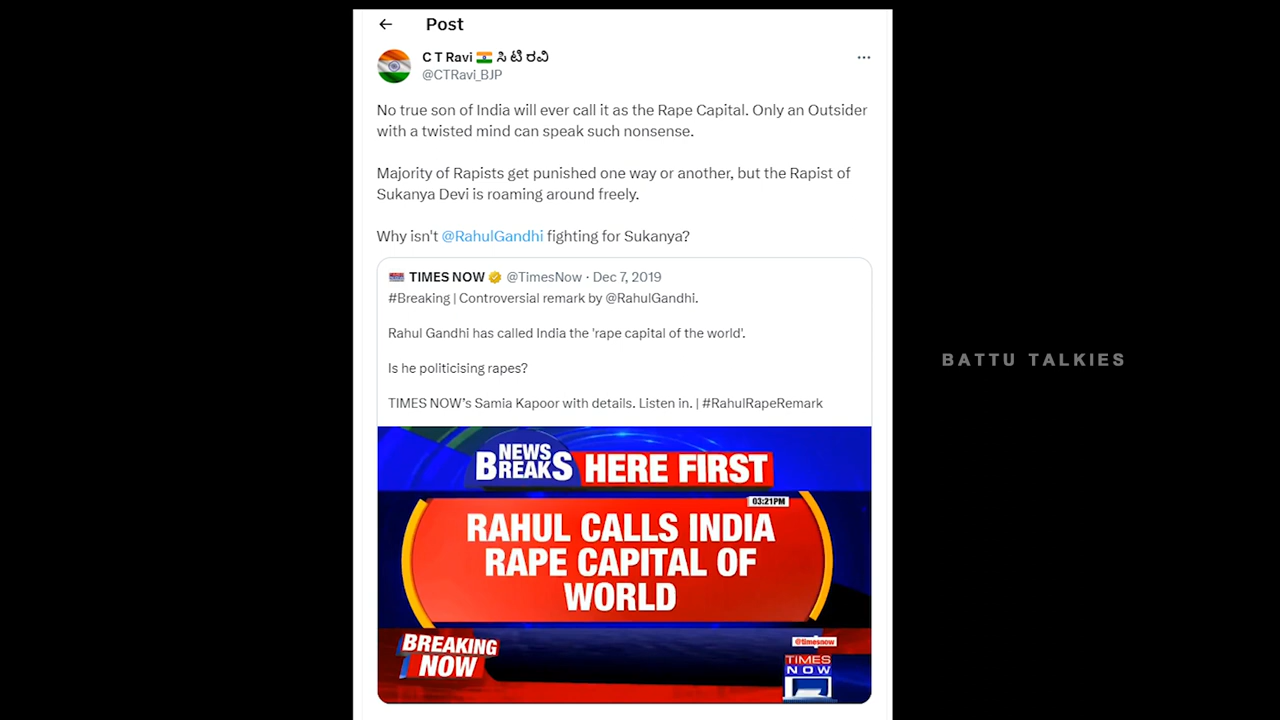 Post
C T Ravi 🇮🇳 ಸಿ ಟಿ ರವಿ
@CTRavi_BJP
No true son of India will ever call it as the Rape Capital. Only an Outsider
with a twisted mind can speak such nonsense.
Majority of Rapists get punished one way or another, but the Rapist of
Sukanya Devi is roaming around freely.
Why isn't @RahulGandhi fighting for Sukanya?
TIMES NOW @TimesNow · Dec 7, 2019
#Breaking | Controversial remark by @RahulGandhi.
Rahul Gandhi has called India the 'rape capital of the world'.
Is he politicising rapes?
TIMES NOW's Samia Kapoor with details. Listen in. | #RahulRapeRemark
NEWS
BREAKS HERE FIRST
03:21PM
RAHUL CALLS INDIA
RAPE CAPITAL OF
WORLD
BREAKING
NOW
@timesnow
TIMES
NOW
BATTU TALKIES